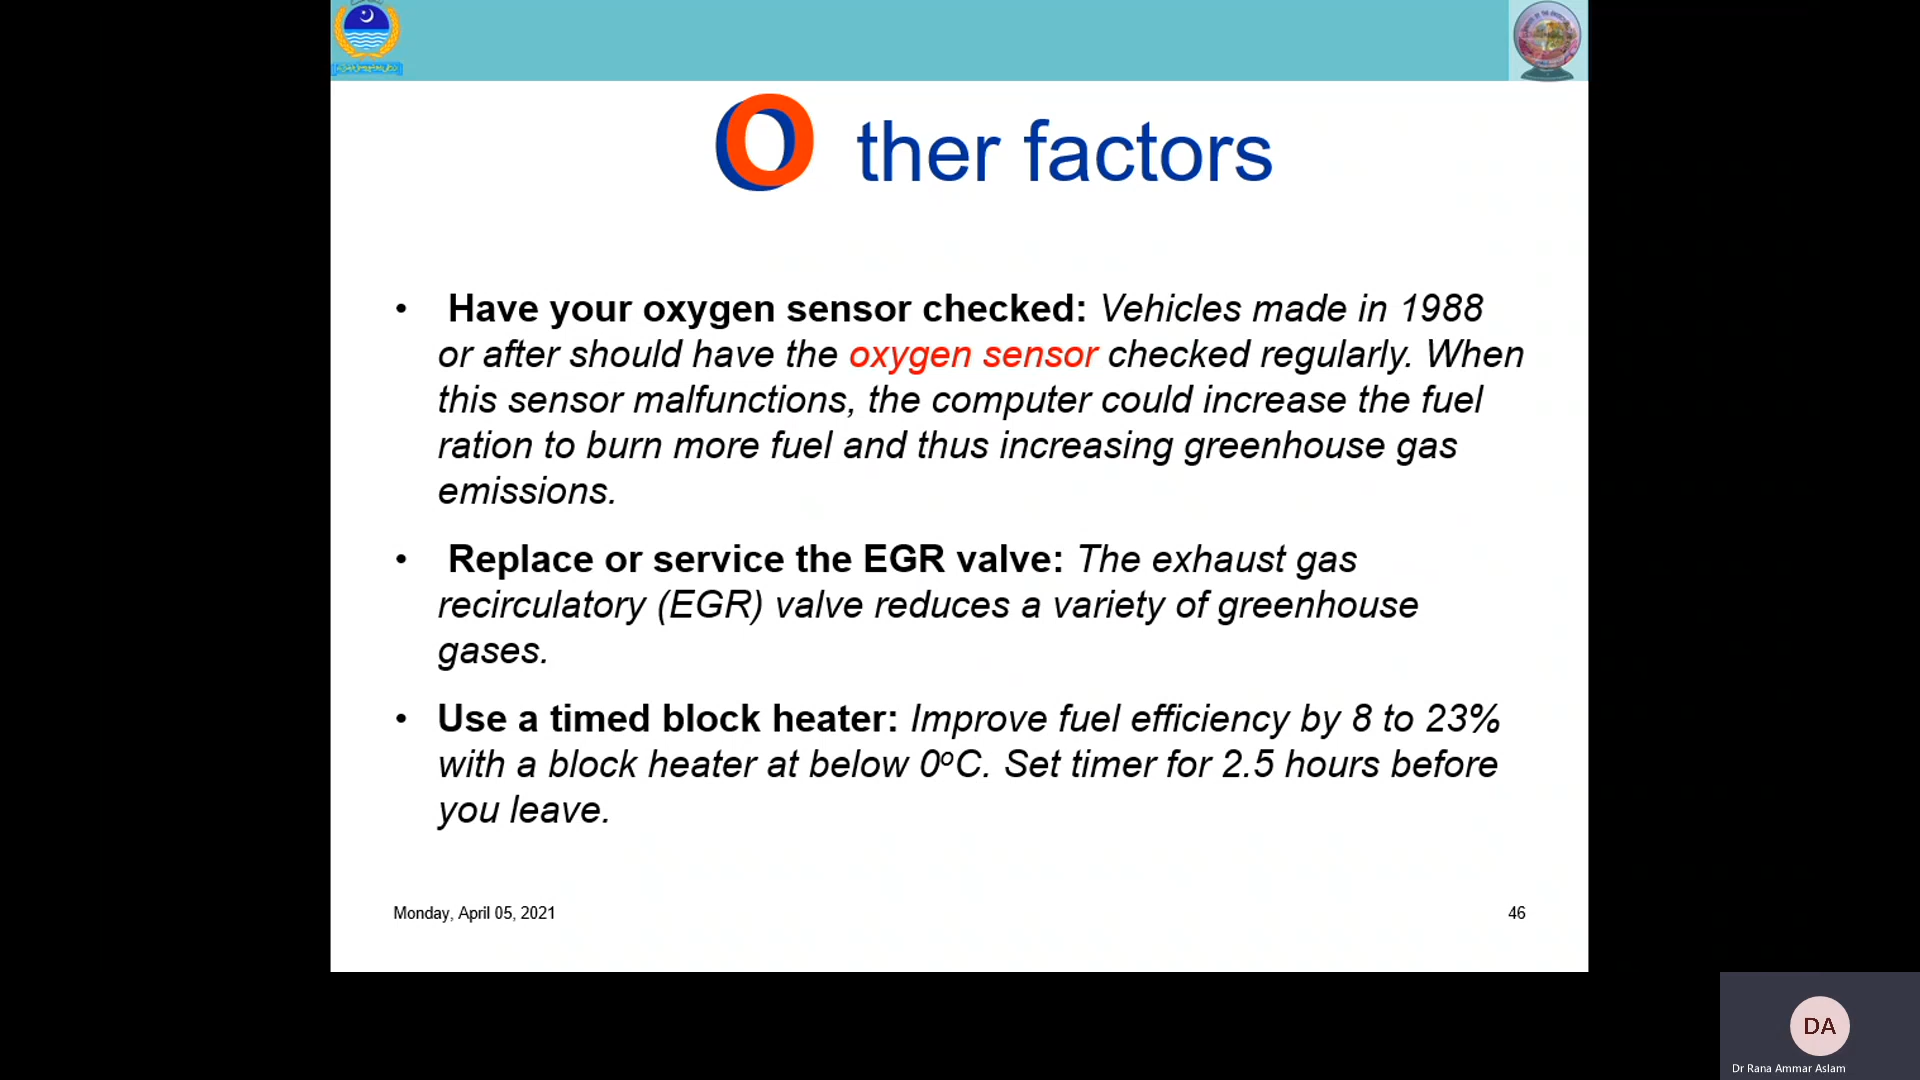 O ther factors
• Have your oxygen sensor checked: Vehicles made in 1988
or after should have the oxygen sensor checked regularly. When
this sensor malfunctions, the computer could increase the fuel
ration to burn more fuel and thus increasing greenhouse gas
emissions.
• Replace or service the EGR valve: The exhaust gas
recirculatory (EGR) valve reduces a variety of greenhouse
gases.
• Use a timed block heater: Improve fuel efficiency by 8 to 23%
with a block heater at below 0ºC. Set timer for 2.5 hours before
you leave.
Monday, April 05, 2021
46
DA
Dr Rana Ammar Aslam